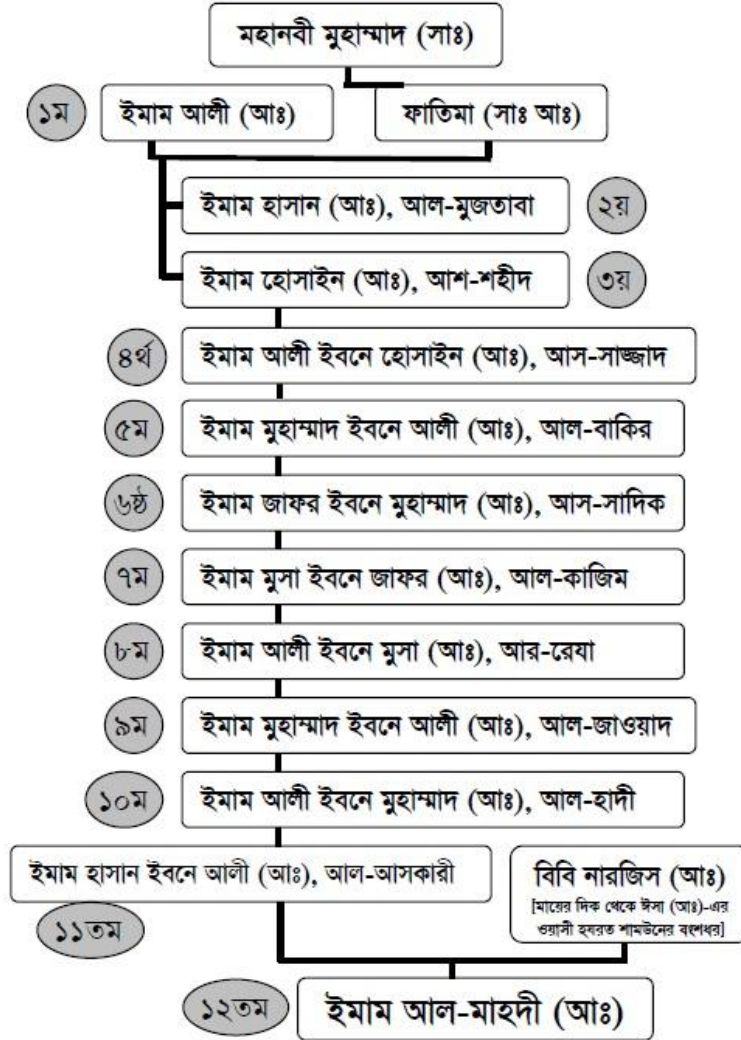 মহানবী মুহাম্মাদ (সাঃ)
১ম ইমাম আলী (আঃ) ফাতিমা (সাঃ আঃ)
ইমাম হাসান (আঃ), আল-মুজতাবা ২য়
ইমাম হোসাইন (আঃ), আশ-শহীদ ৩য়
৪র্থ ইমাম আলী ইবনে হোসাইন (আঃ), আস-সাজ্জাদ
৫ম ইমাম মুহাম্মাদ ইবনে আলী (আঃ), আল-বাকির
৬ষ্ঠ ইমাম জাফর ইবনে মুহাম্মাদ (আঃ), আস-সাদিক
৭ম ইমাম মুসা ইবনে জাফর (আঃ), আল-কাজিম
৮ম ইমাম আলী ইবনে মুসা (আঃ), আর-রেযা
৯ম ইমাম মুহাম্মাদ ইবনে আলী (আঃ), আল-জাওয়াদ
১০ম ইমাম আলী ইবনে মুহাম্মাদ (আঃ), আল-হাদী
ইমাম হাসান ইবনে আলী (আঃ), আল-আসকারী
১১তম
বিবি নারজিস (আঃ)
[মায়ের দিক থেকে ঈসা (আঃ)-এর
ওয়াসী হযরত শামউনের বংশধর]
১২তম ইমাম আল-মাহদী (আঃ)